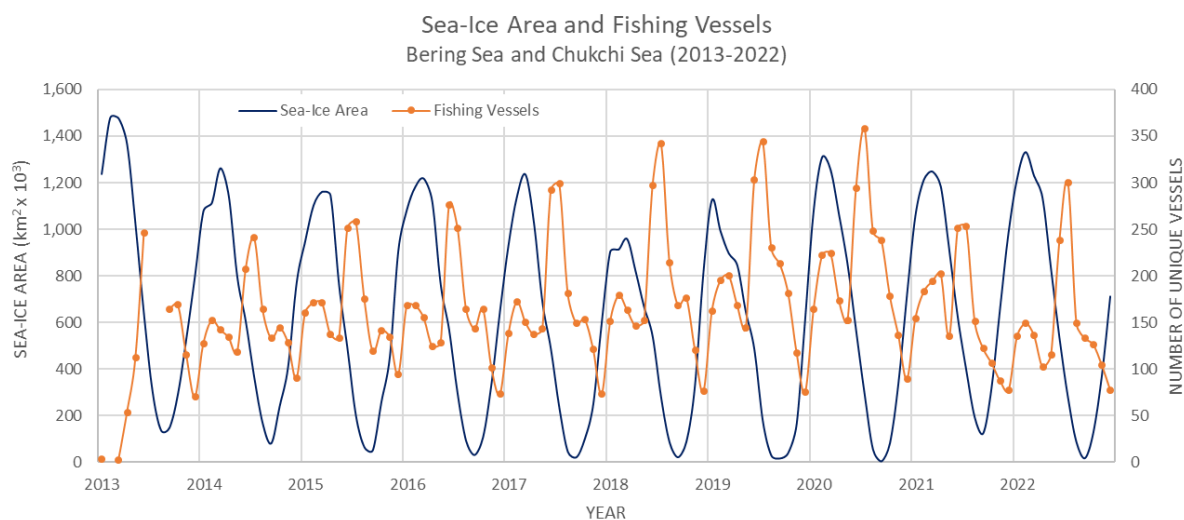 Sea-Ice Area and Fishing Vessels
Bering Sea and Chukchi Sea (2013-2022)
1,600
1,400
1,200
1,000
800
600
400
200
0
SEA-ICE AREA (km² x 10³)
Sea-Ice Area
Fishing Vessels
400
350
300
250
200
150
100
50
0
NUMBER OF UNIQUE VESSELS
2013 2014 2015 2016 2017 2018 2019 2020 2021 2022
YEAR